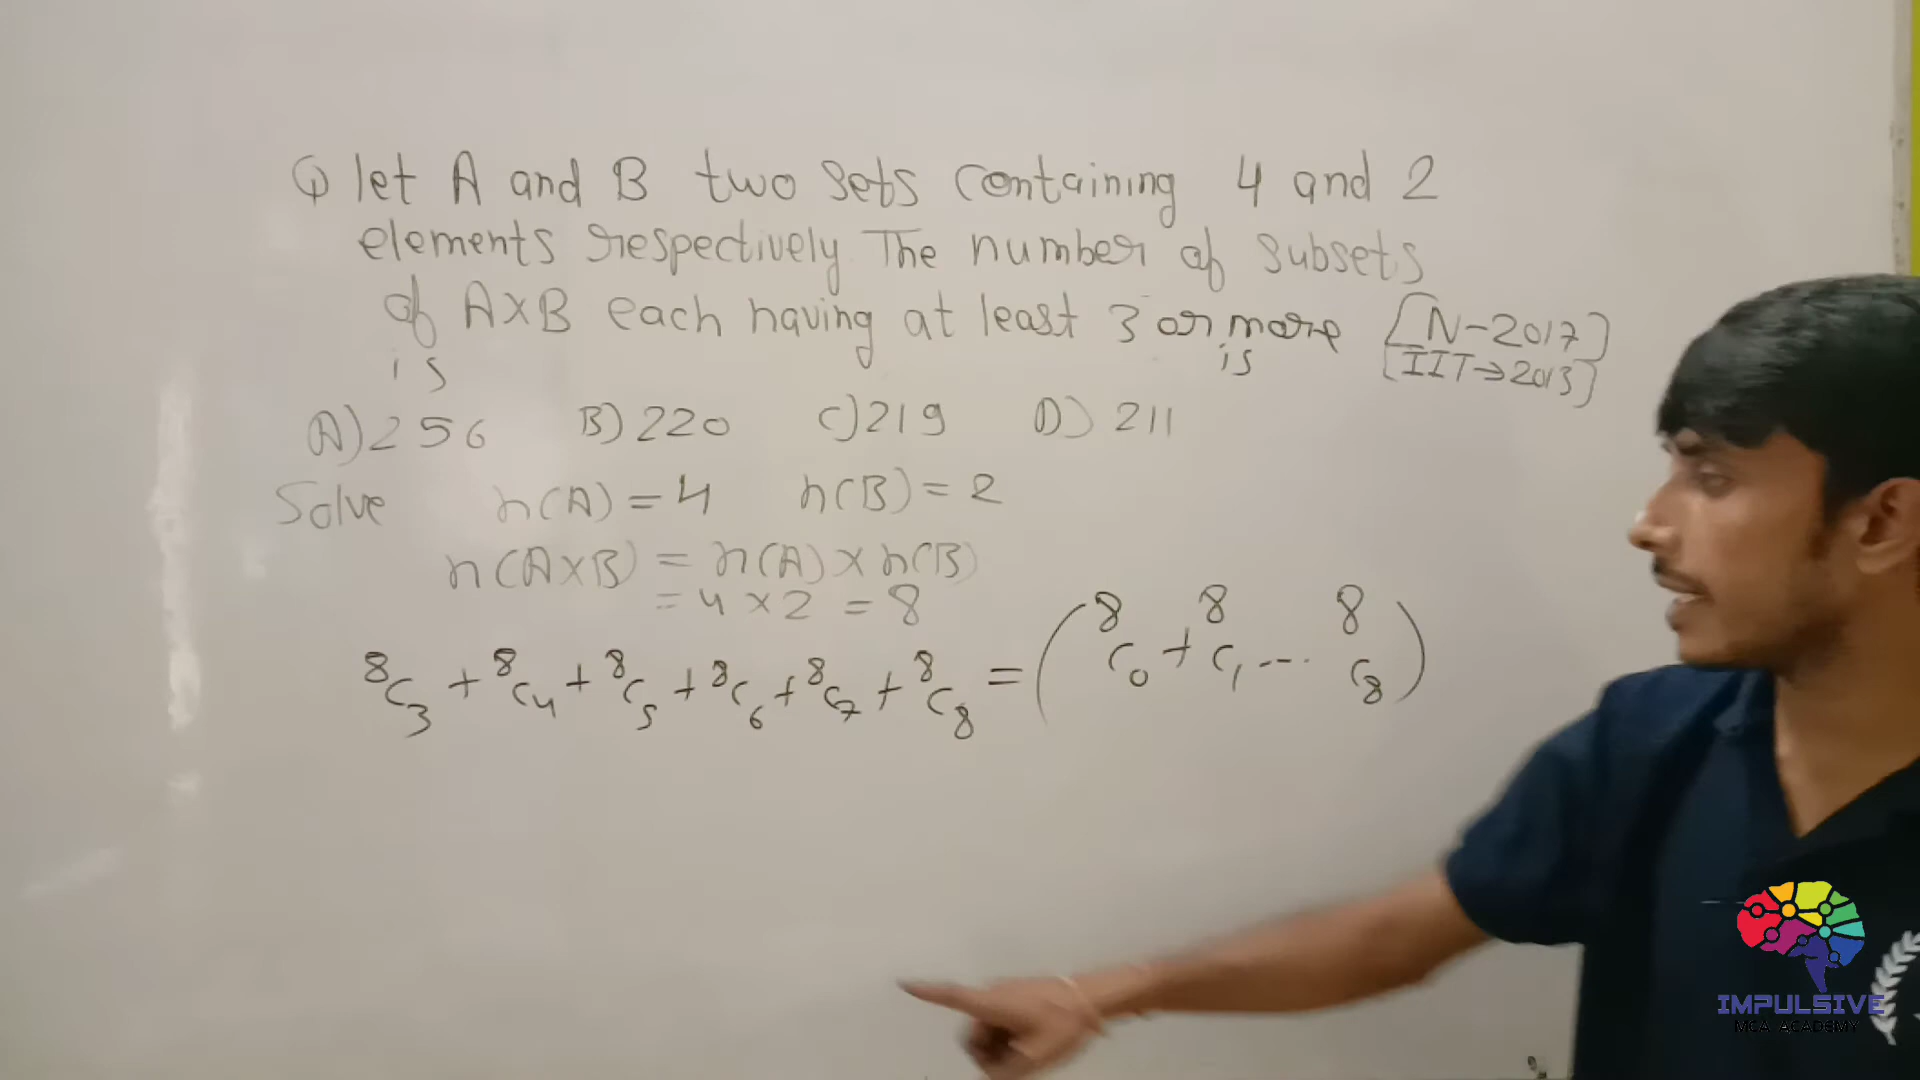 Q let A and B two sets containing 4 and 2
elements respectively The number of subsets
of A×B each having at least 3 or more [N-2017]
is is [IIT→2013]
A) 256 B) 220 C) 219 D) 211
Solve n(A) = 4 n(B) = 2
n(A×B) = n(A) × n(B)
= 4 × 2 = 8
⁸C₃ + ⁸C₄ + ⁸C₅ + ⁸C₆ + ⁸C₇ + ⁸C₈ = (⁸C₀ + ⁸C₁ .... ⁸C₈)
IMPULSIVE
MCA ACADEMY